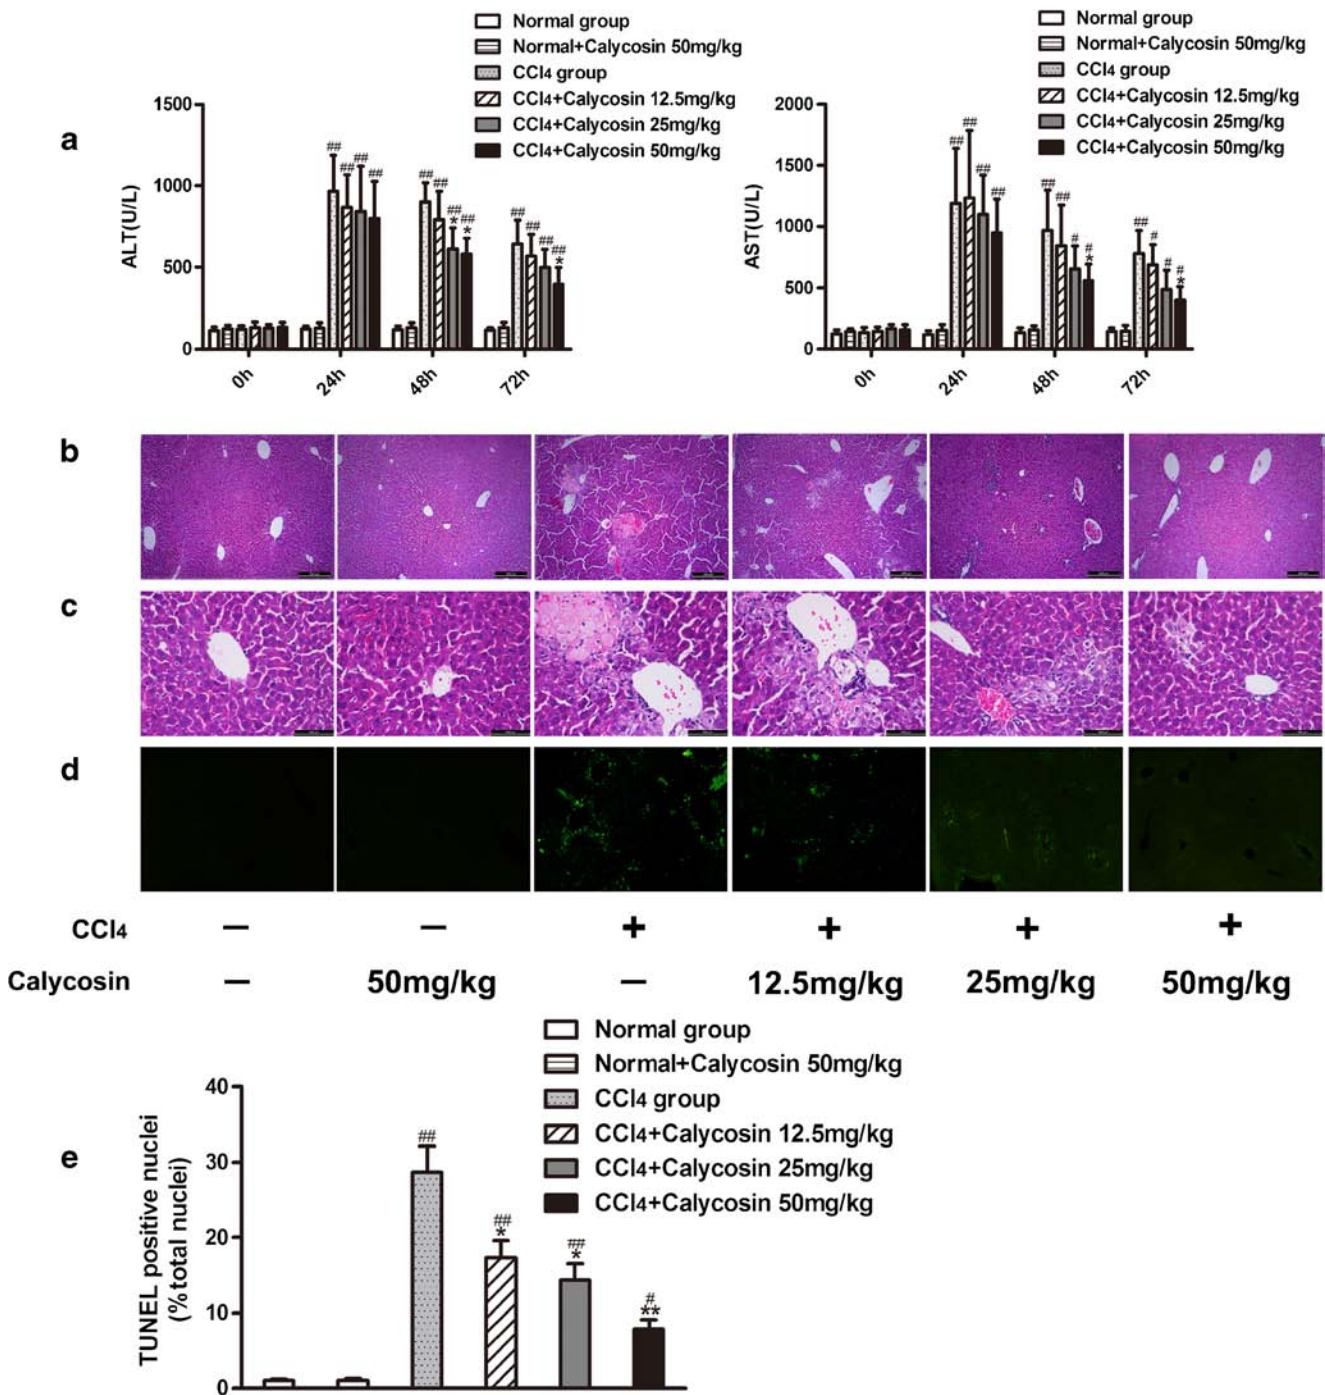 Normal group
Normal+Calycosin 50mg/kg
CCl4 group
CCl4+Calycosin 12.5mg/kg
CCl4+Calycosin 25mg/kg
CCl4+Calycosin 50mg/kg
Normal group
Normal+Calycosin 50mg/kg
CCl4 group
CCl4+Calycosin 12.5mg/kg
CCl4+Calycosin 25mg/kg
CCl4+Calycosin 50mg/kg
a
ALT(U/L)
1500
1000
500
0
## ## ## ##
## ## ##* ##*
## ## ## ##*
0h 24h 48h 72h
AST(U/L)
2000
1500
1000
500
0
## ## ## ##
## ## # #*
## # # #*
0h 24h 48h 72h
b
c
d
CCl4 − − + + + +
Calycosin − 50mg/kg − 12.5mg/kg 25mg/kg 50mg/kg
Normal group
Normal+Calycosin 50mg/kg
CCl4 group
CCl4+Calycosin 12.5mg/kg
CCl4+Calycosin 25mg/kg
CCl4+Calycosin 50mg/kg
e
TUNEL positive nuclei
(%total nuclei)
40
30
20
10
0
## ##* ##* #**